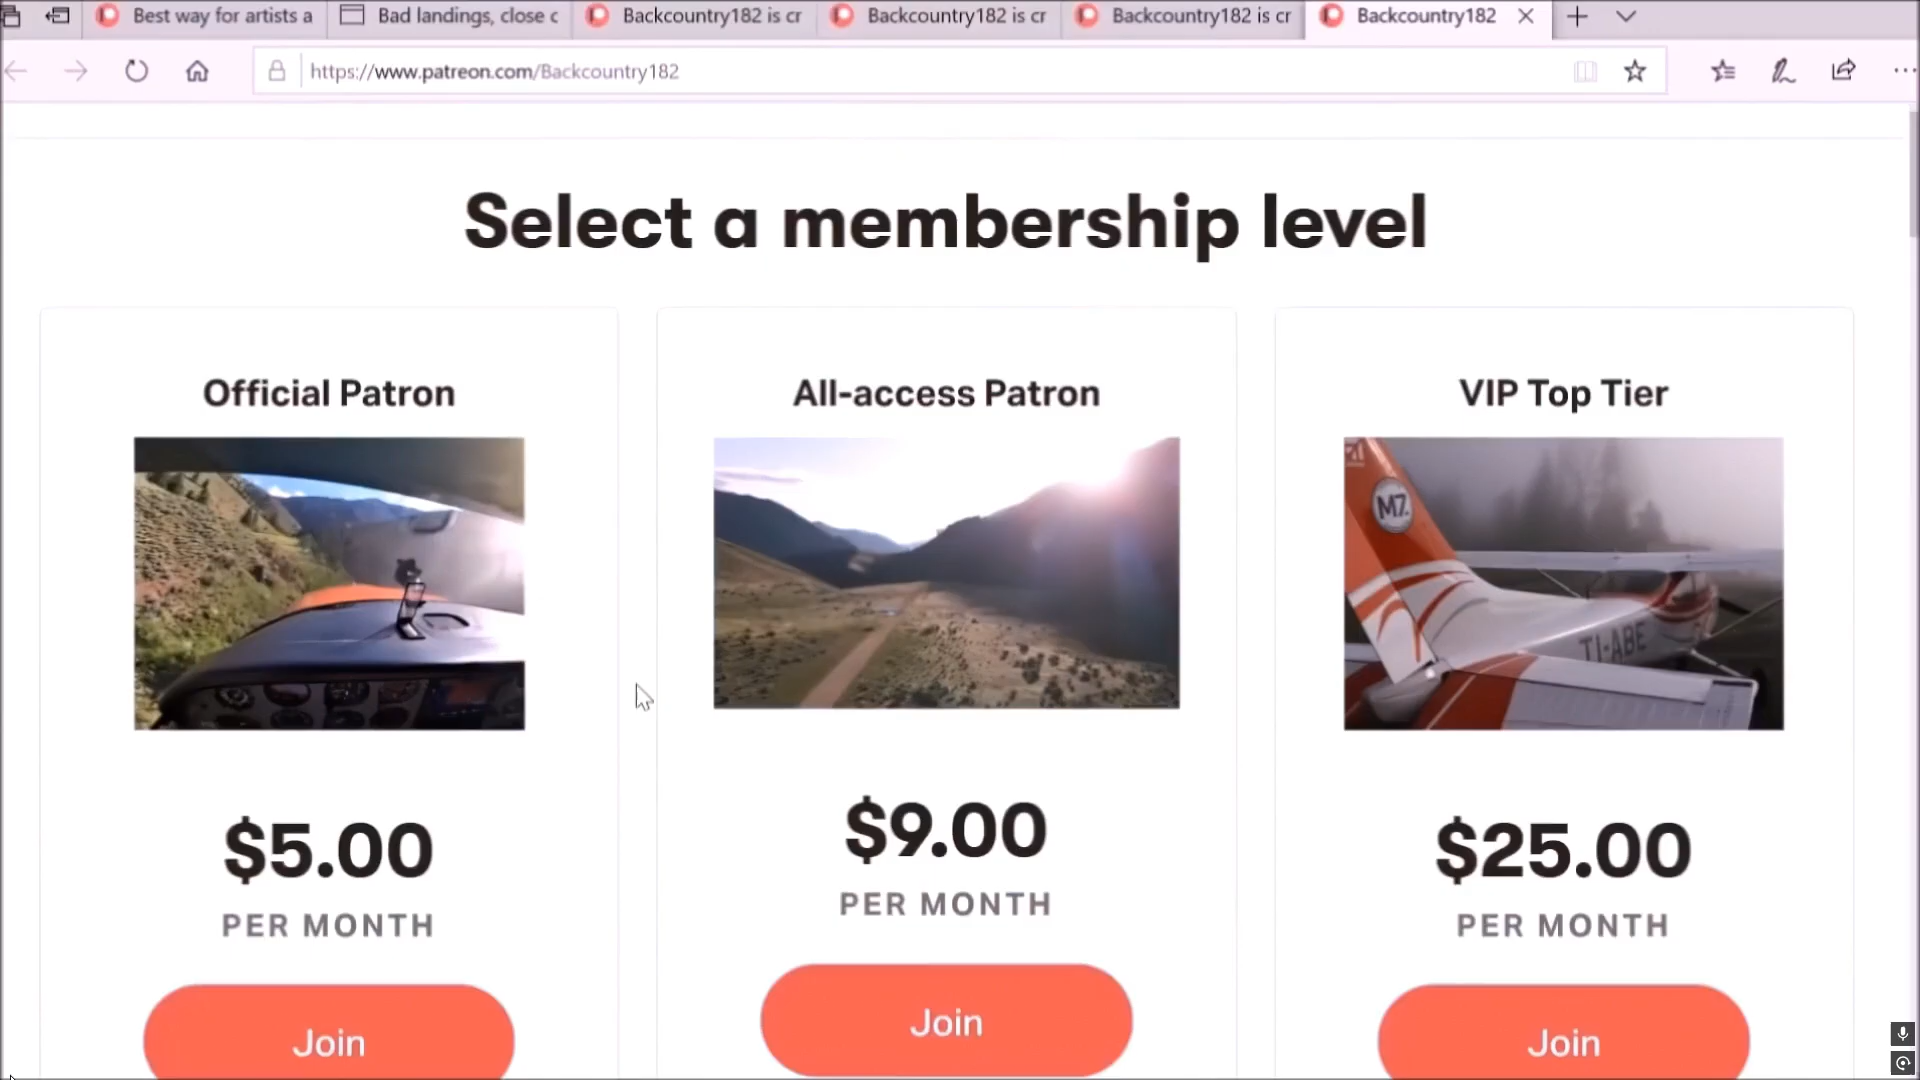 Best way for artists a
Bad landings, close c
Backcountry182 is cr
Backcountry182 is cr
Backcountry182 is cr
Backcountry182
https://www.patreon.com/Backcountry182
Select a membership level
Official Patron
All-access Patron
VIP Top Tier
M7.
TI-ABE
$5.00
$9.00
$25.00
PER MONTH
PER MONTH
PER MONTH
Join
Join
Join